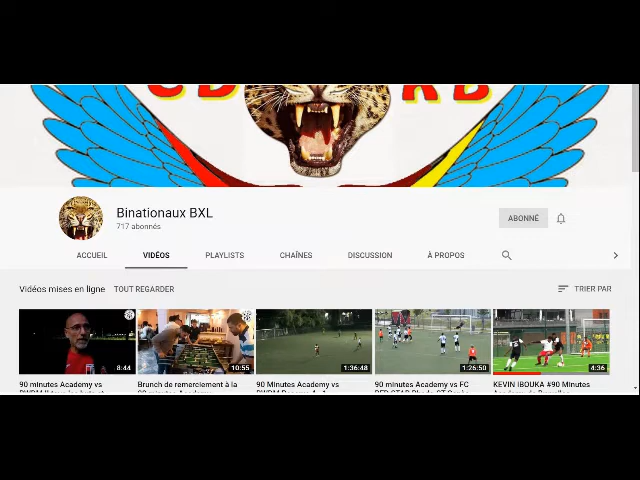 Binationaux BXL
717 abonnés
ABONNÉ
ACCUEIL VIDÉOS PLAYLISTS CHAÎNES DISCUSSION À PROPOS
Vidéos mises en ligne TOUT REGARDER TRIER PAR
8:44 10:55 1:36:48 1:26:50 4:36
90 minutes Academy vs Brunch de remerciement à la 90 Minutes Academy vs 90 minutes Academy vs FC KEVIN IBOUKA #90 Minutes